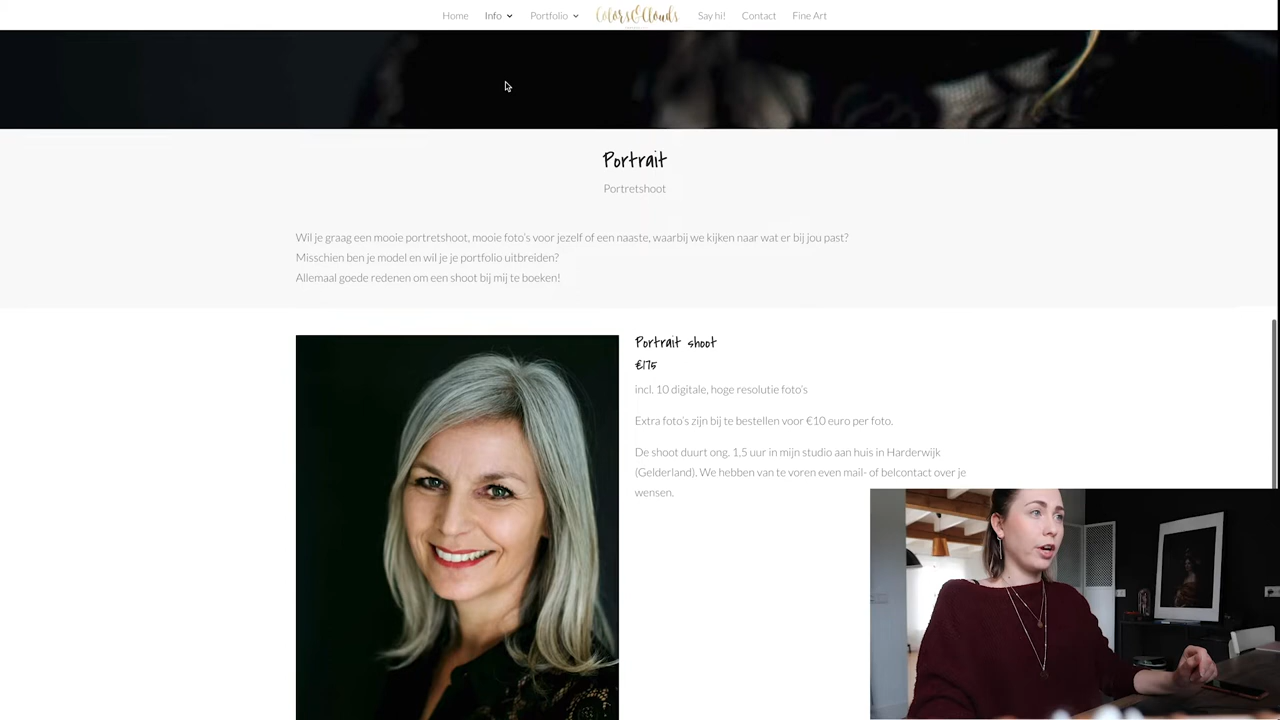 Home Info Portfolio Colors&Clouds Say hi! Contact Fine Art
Portrait
Portretshoot
Wil je graag een mooie portretshoot, mooie foto's voor jezelf of een naaste, waarbij we kijken naar wat er bij jou past?
Misschien ben je model en wil je je portfolio uitbreiden?
Allemaal goede redenen om een shoot bij mij te boeken!
Portrait shoot
€175
incl. 10 digitale, hoge resolutie foto's
Extra foto's zijn bij te bestellen voor €10 euro per foto.
De shoot duurt ong. 1,5 uur in mijn studio aan huis in Harderwijk
(Gelderland). We hebben van te voren even mail- of belcontact over je
wensen.